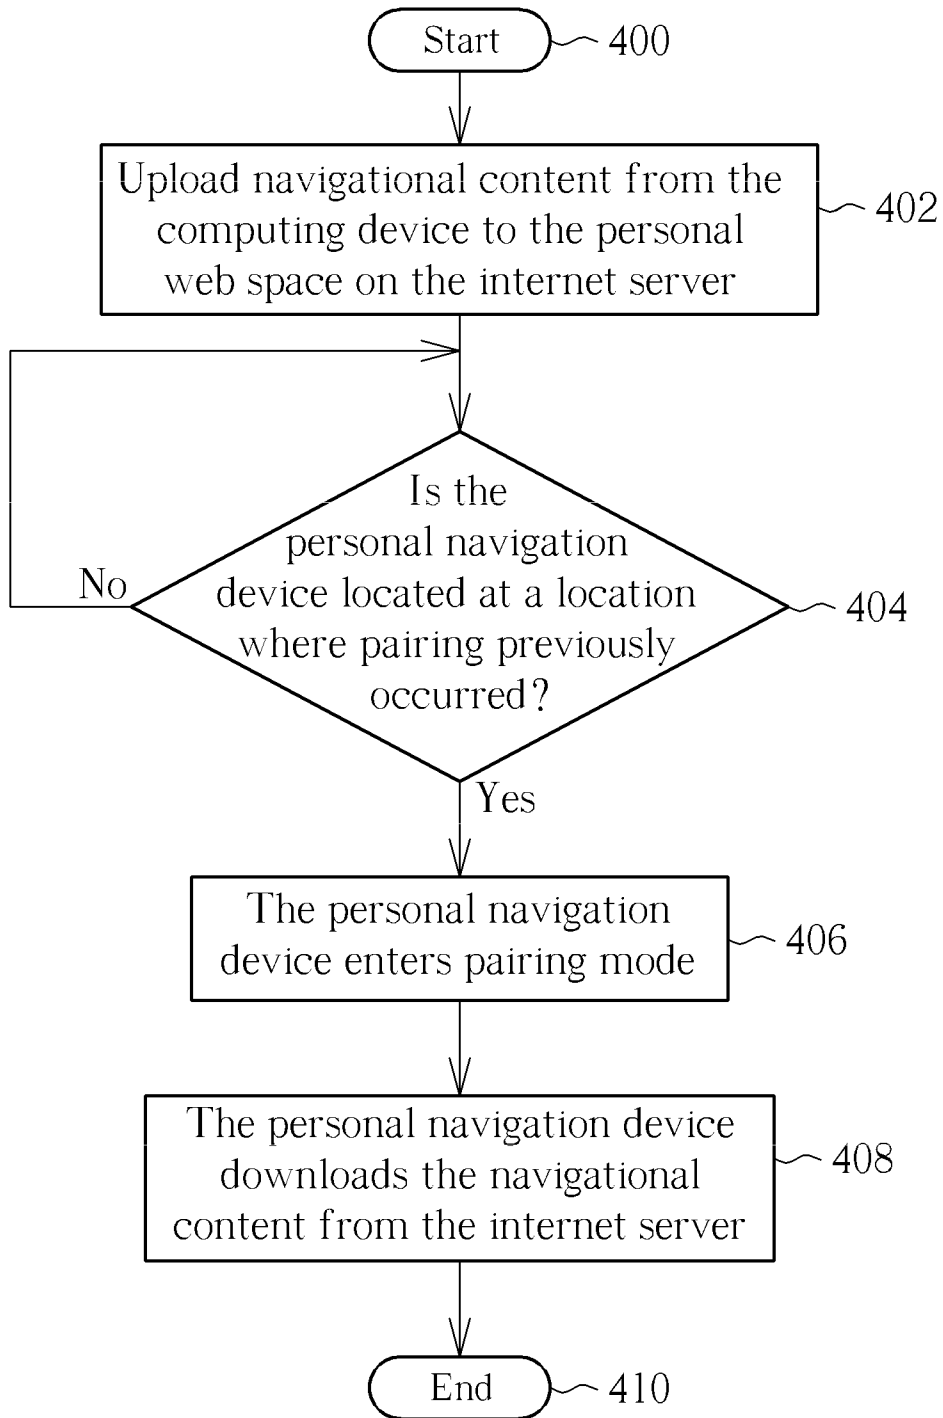 Start
400
Upload navigational content from the
computing device to the personal
web space on the internet server
402
Is the
personal navigation
device located at a location
where pairing previously
occurred?
No
404
Yes
The personal navigation
device enters pairing mode
406
The personal navigation device
downloads the navigational
content from the internet server
408
End
410